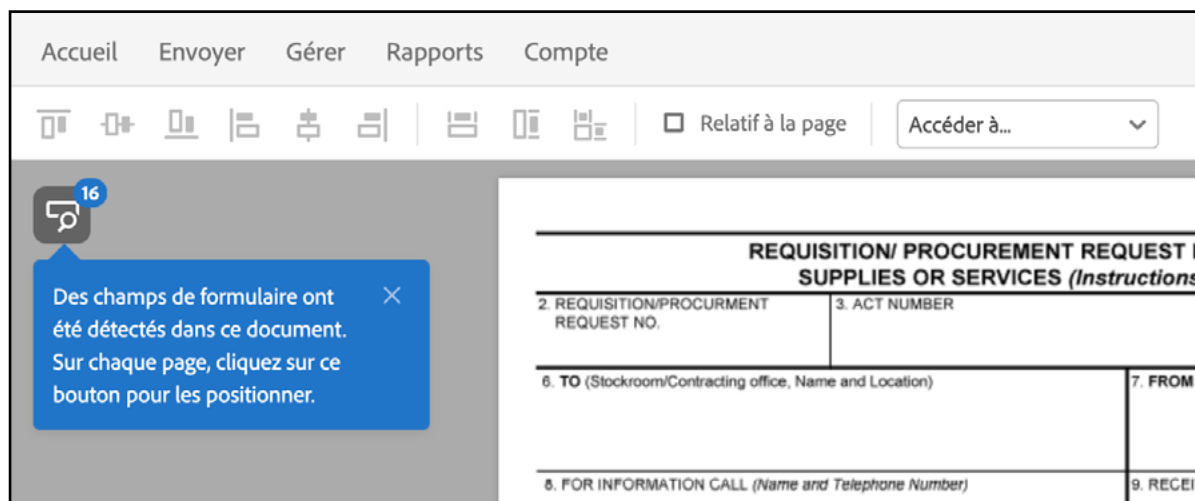 Accueil Envoyer Gérer Rapports Compte
Relatif à la page Accéder à...
16
Des champs de formulaire ont
été détectés dans ce document.
Sur chaque page, cliquez sur ce
bouton pour les positionner.
REQUISITION/ PROCUREMENT REQUEST
SUPPLIES OR SERVICES (Instructions
2. REQUISITION/PROCURMENT
REQUEST NO.
3. ACT NUMBER
6. TO (Stockroom/Contracting office, Name and Location)
7. FROM
8. FOR INFORMATION CALL (Name and Telephone Number)
9. RECEI